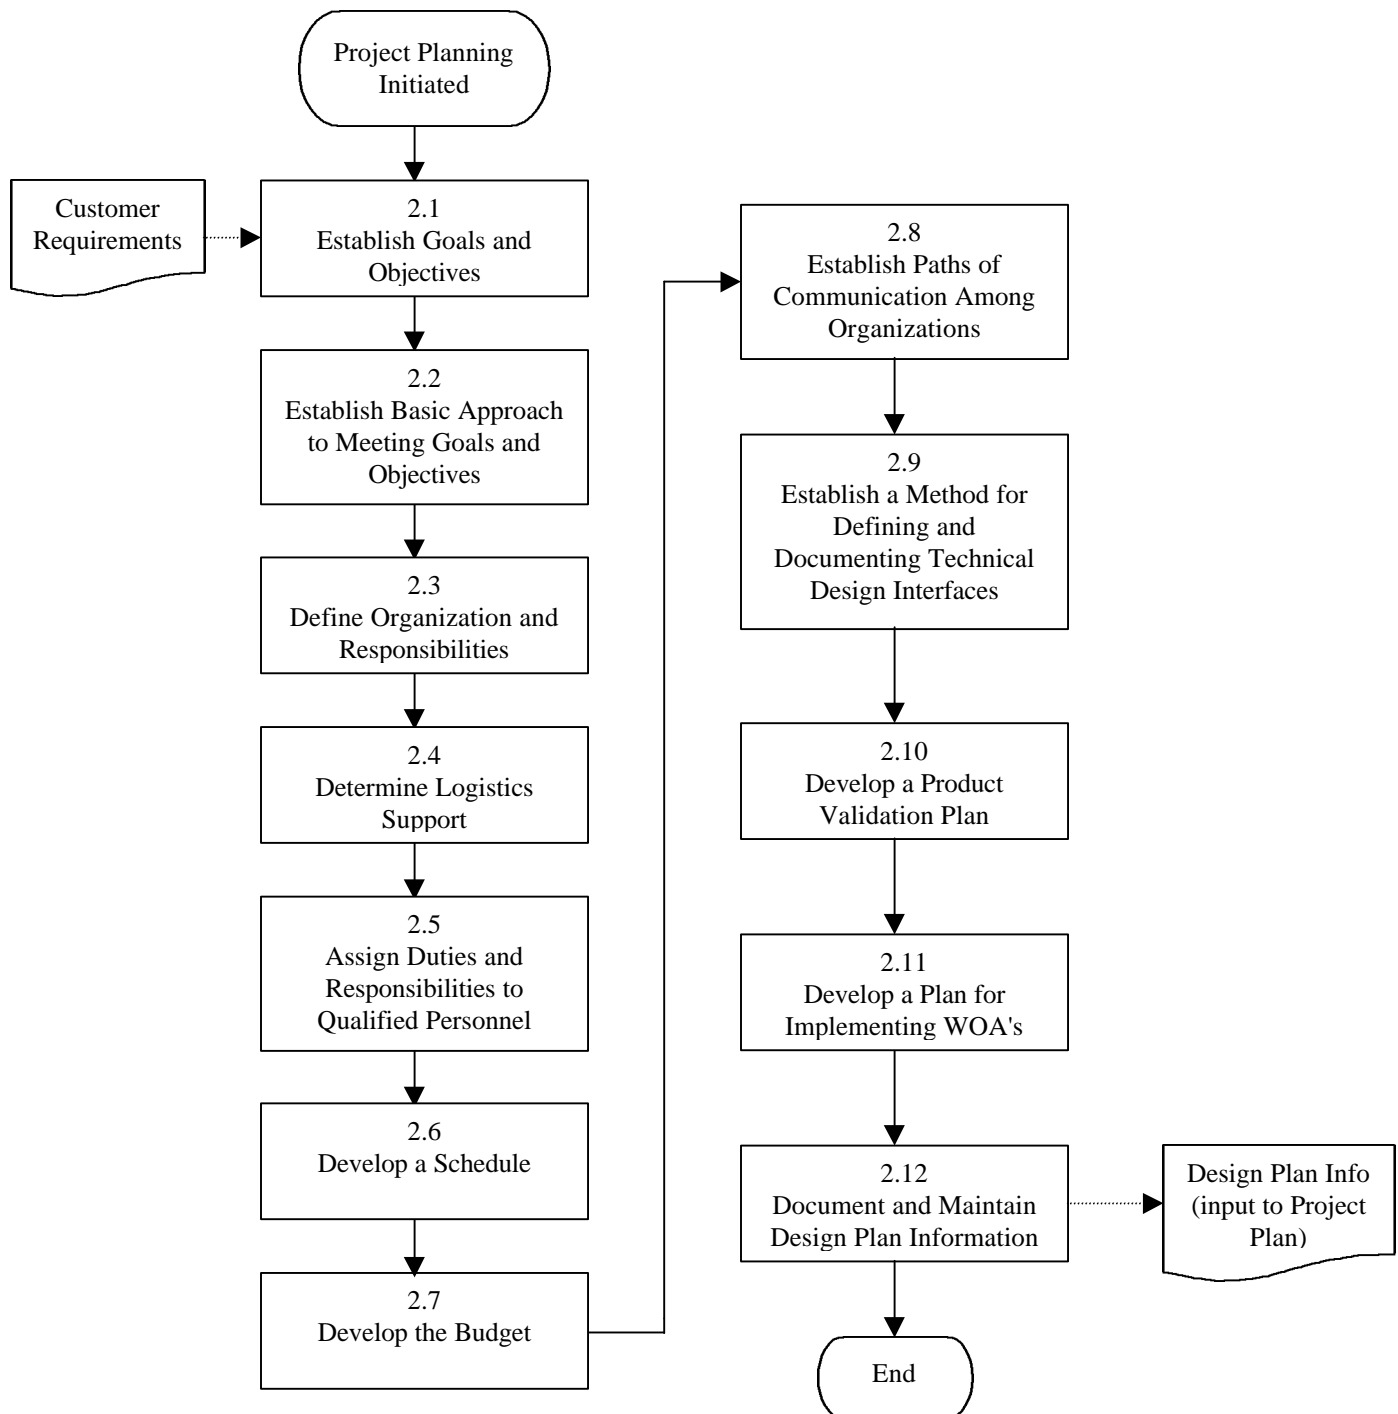 Project Planning
Initiated
Customer
Requirements
2.1
Establish Goals and
Objectives
2.2
Establish Basic Approach
to Meeting Goals and
Objectives
2.3
Define Organization and
Responsibilities
2.4
Determine Logistics
Support
2.5
Assign Duties and
Responsibilities to
Qualified Personnel
2.6
Develop a Schedule
2.7
Develop the Budget
2.8
Establish Paths of
Communication Among
Organizations
2.9
Establish a Method for
Defining and
Documenting Technical
Design Interfaces
2.10
Develop a Product
Validation Plan
2.11
Develop a Plan for
Implementing WOA's
2.12
Document and Maintain
Design Plan Information
Design Plan Info
(input to Project
Plan)
End